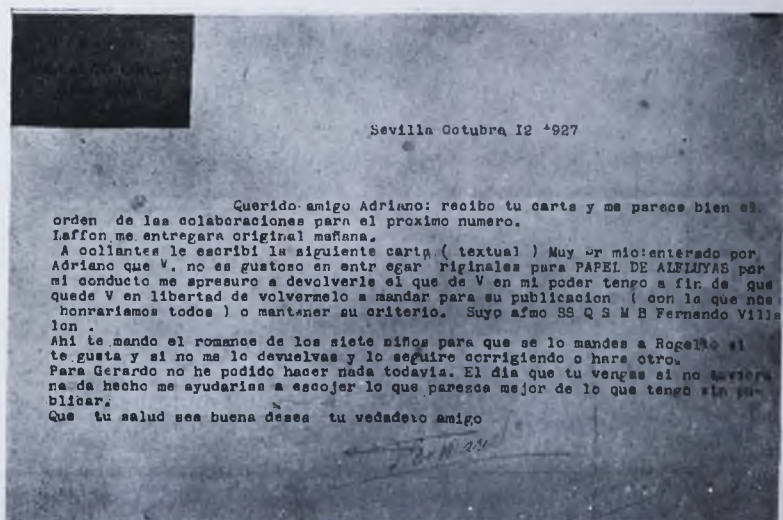 Sevilla Octubra 12 1927
Querido amigo Adriano: recibo tu carta y me parece bien el
orden de las colaboraciones para el proximo numero.
Laffon me entregara original mañana.
A collantes le escribi la siguiente carta ( textual ) Muy sr mio:enterado por
Adriano que V. no es gustoso en entr egar riginales para PAPEL DE ALELUYAS por
mi conducto me apresuro a devolverle el que de V en mi poder tengo a fin de que
quede V en libertad de volvermelo a mandar para su publicacion ( con la que nos
honrariamos todos ) o mantener su criterio. Suyo afmo SS Q S M B Fernando Villa
lon .
Ahi te mando el romance de los siete niños para que se lo mandes a Rogelio si
te gusta y si no me lo devuelvas y lo seguire corrigiendo o hare otro.
Para Gerardo no he podido hacer nada todavia. El dia que tu vengas si no tuviera
na da hecho me ayudarias a escojer lo que parezca mejor de lo que tengo sin pu-
blicar.
Que tu salud sea buena desea tu vedadeto amigo